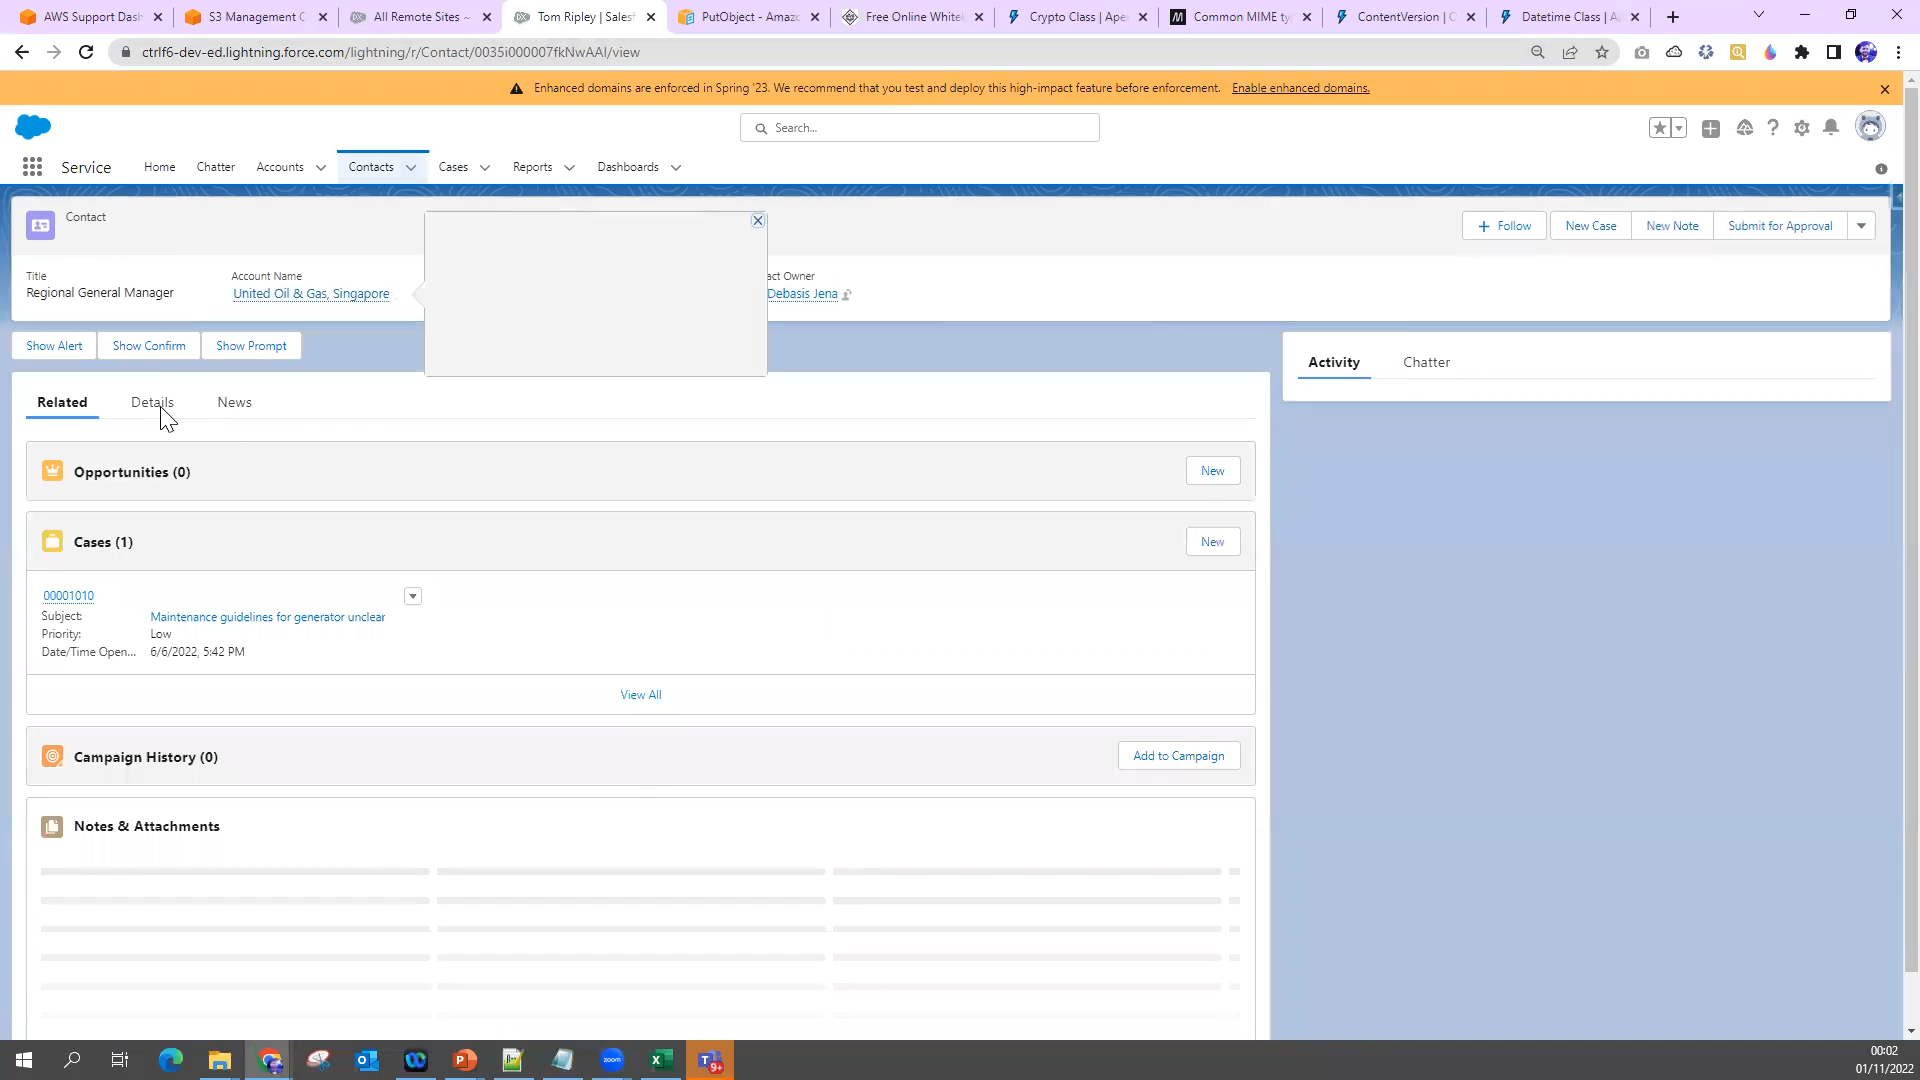 AWS Support Das
S3 Management C
All Remote Sites ~
Tom Ripley | Salesf
PutObject - Amaz
Free Online White
Crypto Class | Ape
Common MIME ty
ContentVersion | O
Datetime Class | A
ctrlf6-dev-ed.lightning.force.com/lightning/r/Contact/0035i000007fkNwAAI/view
Enhanced domains are enforced in Spring '23. We recommend that you test and deploy this high-impact feature before enforcement. Enable enhanced domains.
Search...
Service
Home
Chatter
Accounts
Contacts
Cases
Reports
Dashboards
Contact
Follow
New Case
New Note
Submit for Approval
Title
Account Name
act Owner
Regional General Manager
United Oil & Gas, Singapore
Debasis Jena
Show Alert
Show Confirm
Show Prompt
Activity
Chatter
Related
Details
News
Opportunities (0)
New
Cases (1)
New
00001010
Subject:
Maintenance guidelines for generator unclear
Priority:
Low
Date/Time Open...
6/6/2022, 5:42 PM
View All
Campaign History (0)
Add to Campaign
Notes & Attachments
zoom
9+
00:02
01/11/2022